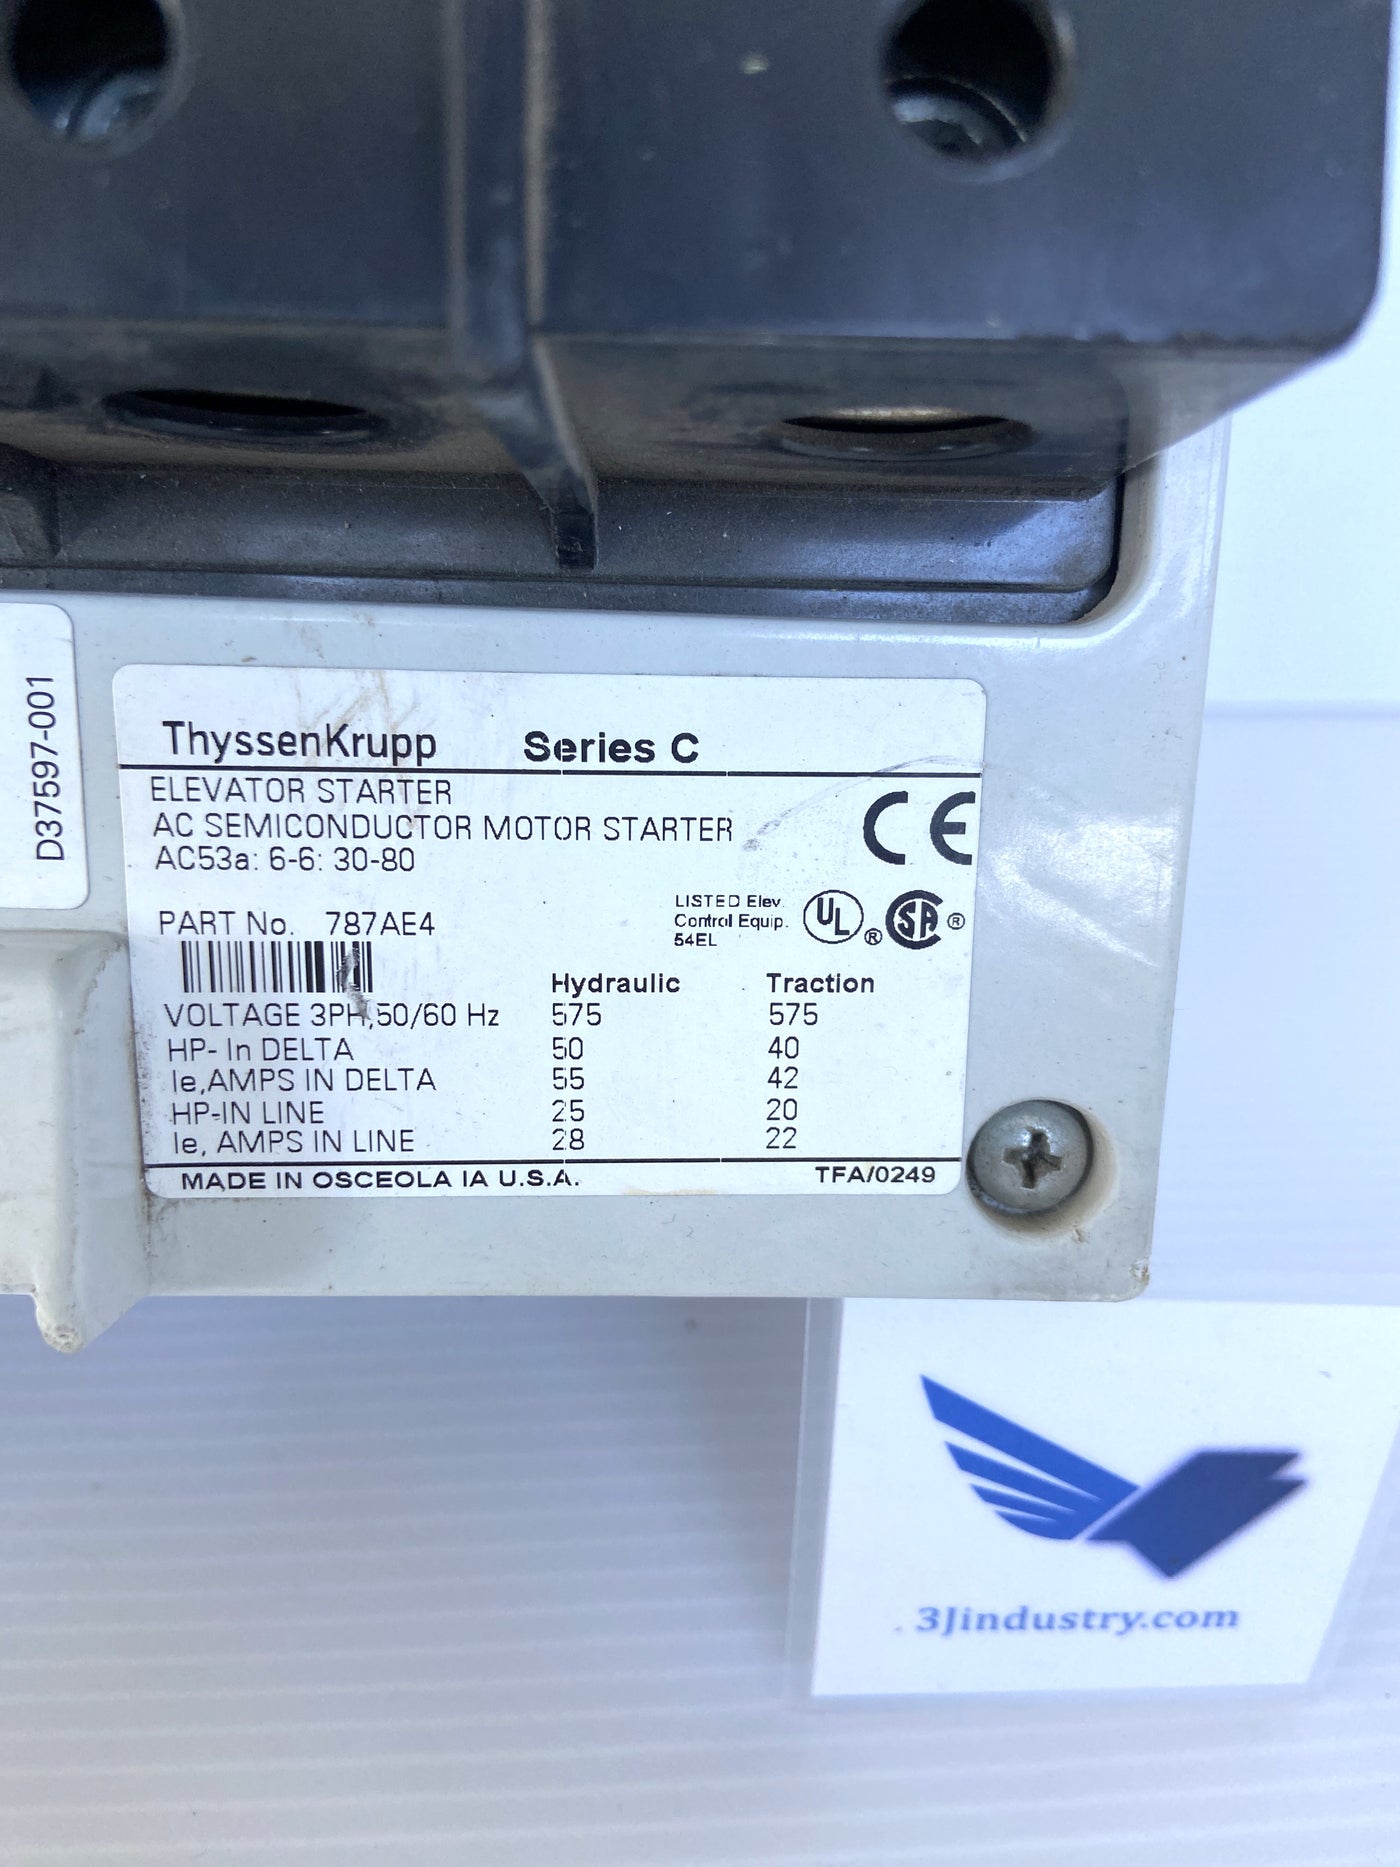 D37597-001
ThyssenKrupp Series C
ELEVATOR STARTER
AC SEMICONDUCTOR MOTOR STARTER
AC53a: 6-6: 30-80
CE
PART No. 787AE4
LISTED Elev.
Control Equip.
54EL
UL ® SA ®
Hydraulic Traction
VOLTAGE 3PH,50/60 Hz 575 575
HP- In DELTA 50 40
Ie,AMPS IN DELTA 55 42
HP-IN LINE 25 20
Ie, AMPS IN LINE 28 22
MADE IN OSCEOLA IA U.S.A. TFA/0249
3Jindustry.com